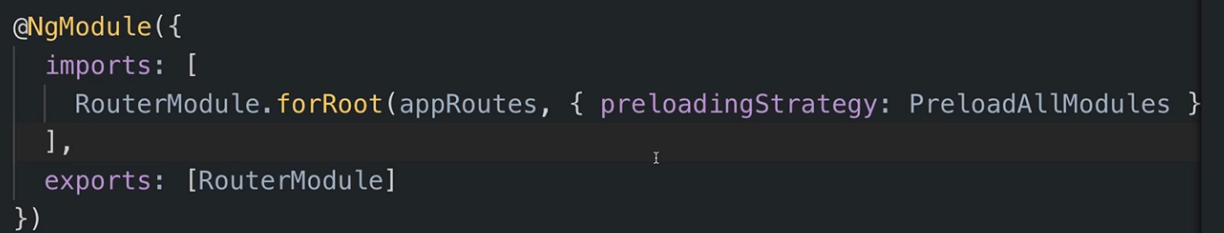 @NgModule({
imports: [
RouterModule.forRoot(appRoutes, { preloadingStrategy: PreloadAllModules }
],
exports: [RouterModule]
})